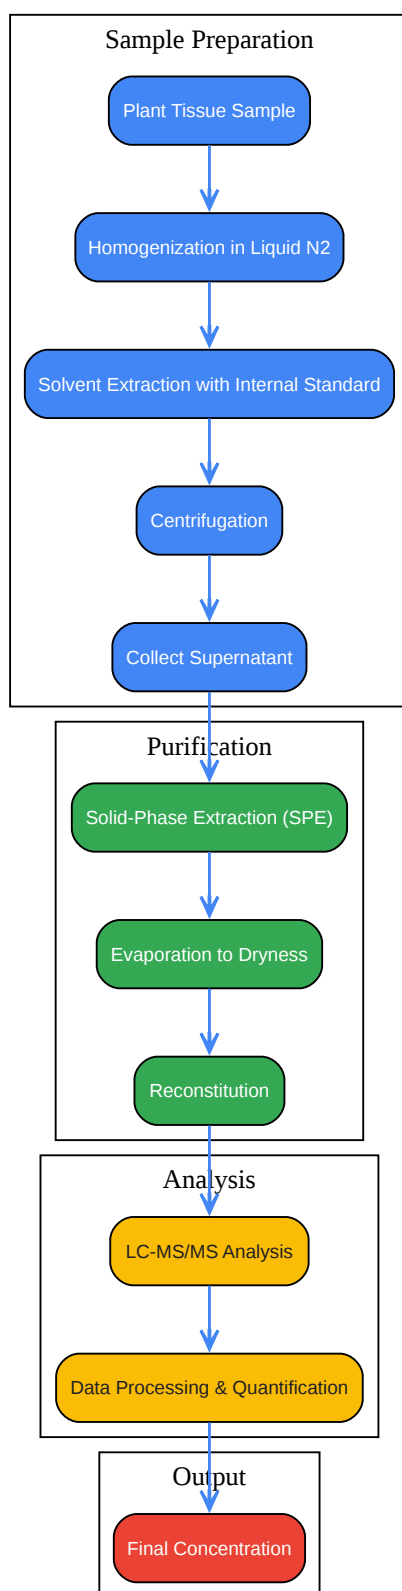 Sample Preparation
Plant Tissue Sample
Homogenization in Liquid N2
Solvent Extraction with Internal Standard
Centrifugation
Collect Supernatant
Purification
Solid-Phase Extraction (SPE)
Evaporation to Dryness
Reconstitution
Analysis
LC-MS/MS Analysis
Data Processing & Quantification
Output
Final Concentration